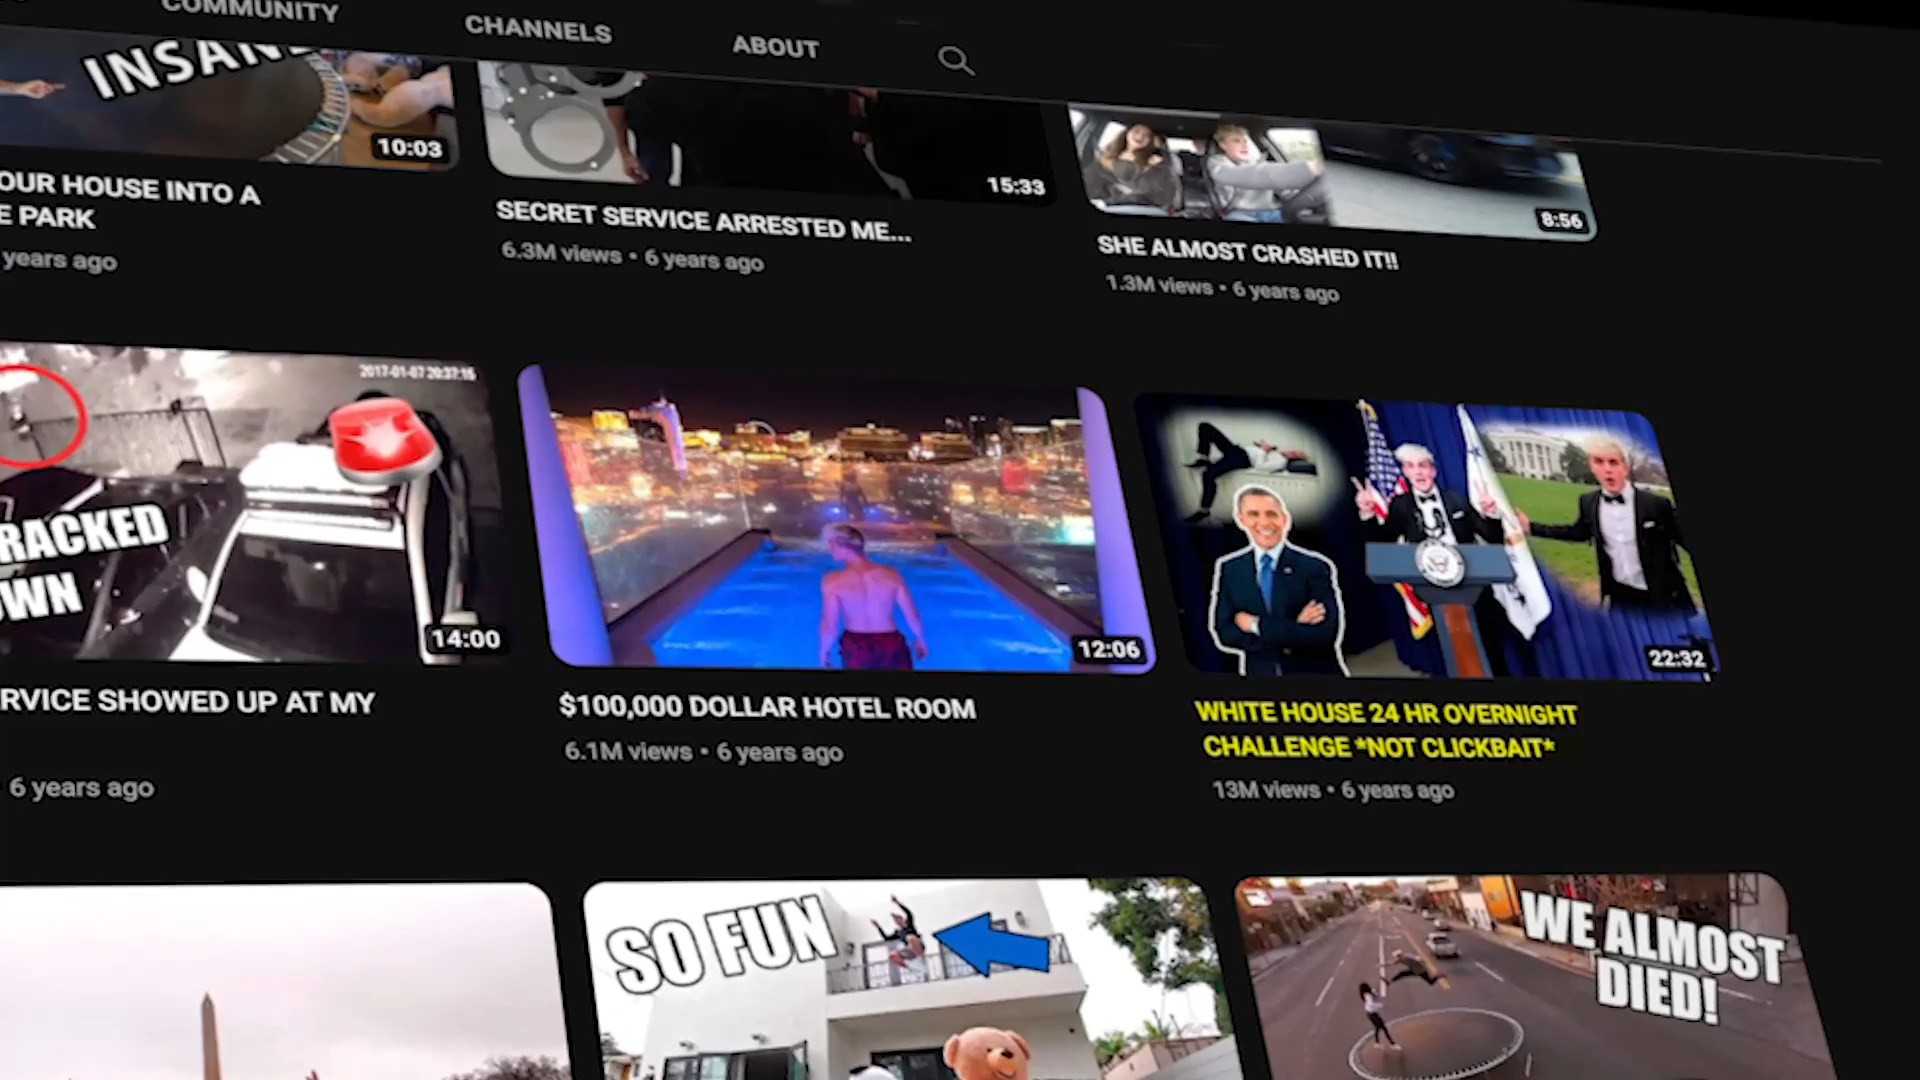 COMMUNITY
CHANNELS
ABOUT
10:03
15:33
8:56
OUR HOUSE INTO A
E PARK
years ago
SECRET SERVICE ARRESTED ME...
6.3M views • 6 years ago
SHE ALMOST CRASHED IT!!
1.3M views • 6 years ago
2017-01-07 20:37:15
RACKED
OWN
14:00
12:06
22:32
RVICE SHOWED UP AT MY
6 years ago
$100,000 DOLLAR HOTEL ROOM
6.1M views • 6 years ago
WHITE HOUSE 24 HR OVERNIGHT
CHALLENGE *NOT CLICKBAIT*
13M views • 6 years ago
SO FUN
WE ALMOST
DIED!